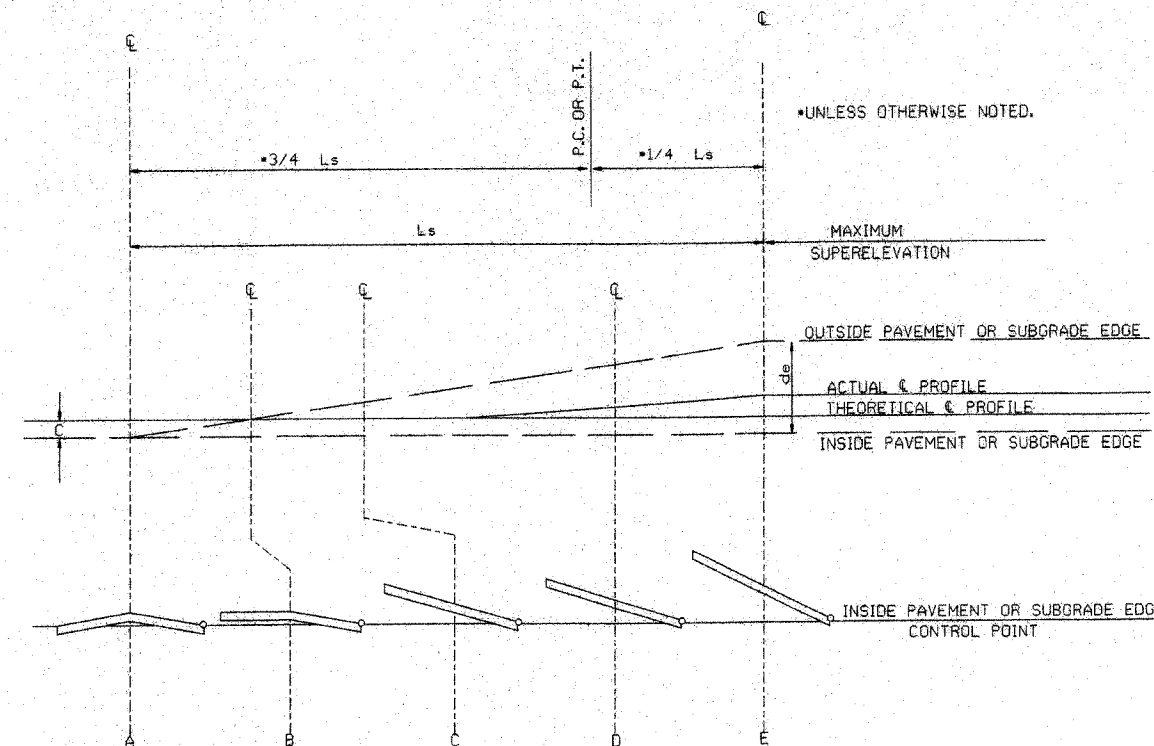 ℄
℄
P.C. OR P.T.
*UNLESS OTHERWISE NOTED.
*3/4 Ls
*1/4 Ls
Ls
MAXIMUM
SUPERELEVATION
℄
℄
℄
OUTSIDE PAVEMENT OR SUBGRADE EDGE
de
ACTUAL ℄ PROFILE
THEORETICAL ℄ PROFILE
C
INSIDE PAVEMENT OR SUBGRADE EDGE
INSIDE PAVEMENT OR SUBGRADE EDG
CONTROL POINT
A B C D E